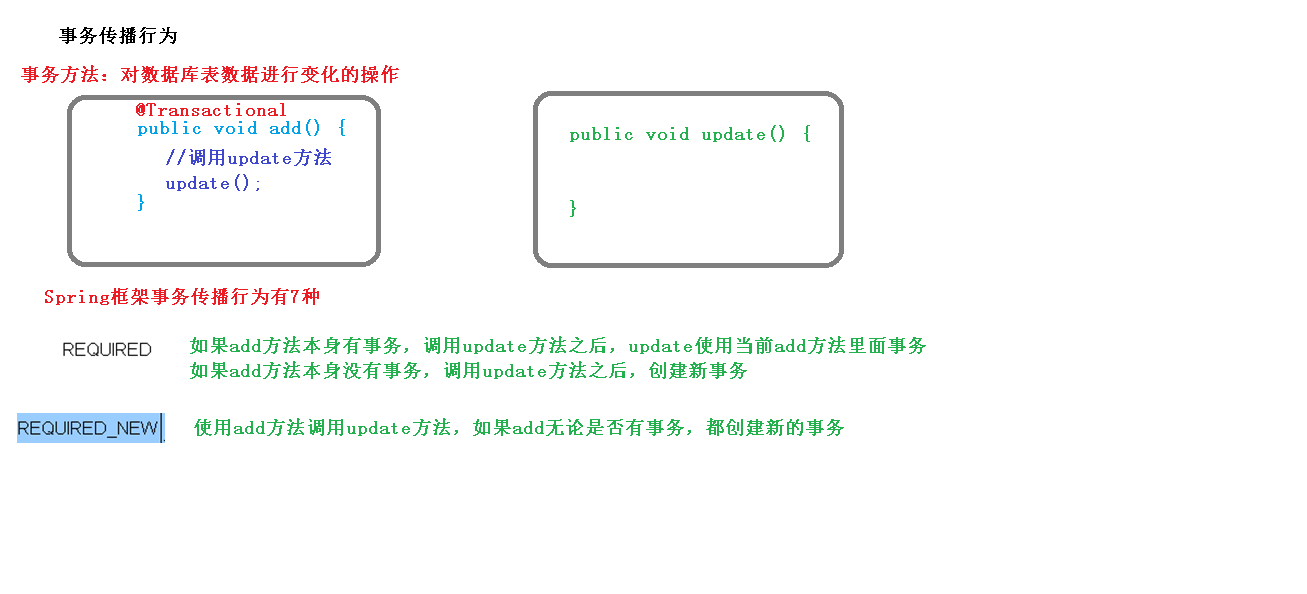 事务传播行为
事务方法：对数据库表数据进行变化的操作
@Transactional
public void add() {
//调用update方法
update();
}
public void update() {
}
Spring框架事务传播行为有7种
REQUIRED
如果add方法本身有事务，调用update方法之后，update使用当前add方法里面事务
如果add方法本身没有事务，调用update方法之后，创建新事务
REQUIRED_NEW
使用add方法调用update方法，如果add无论是否有事务，都创建新的事务